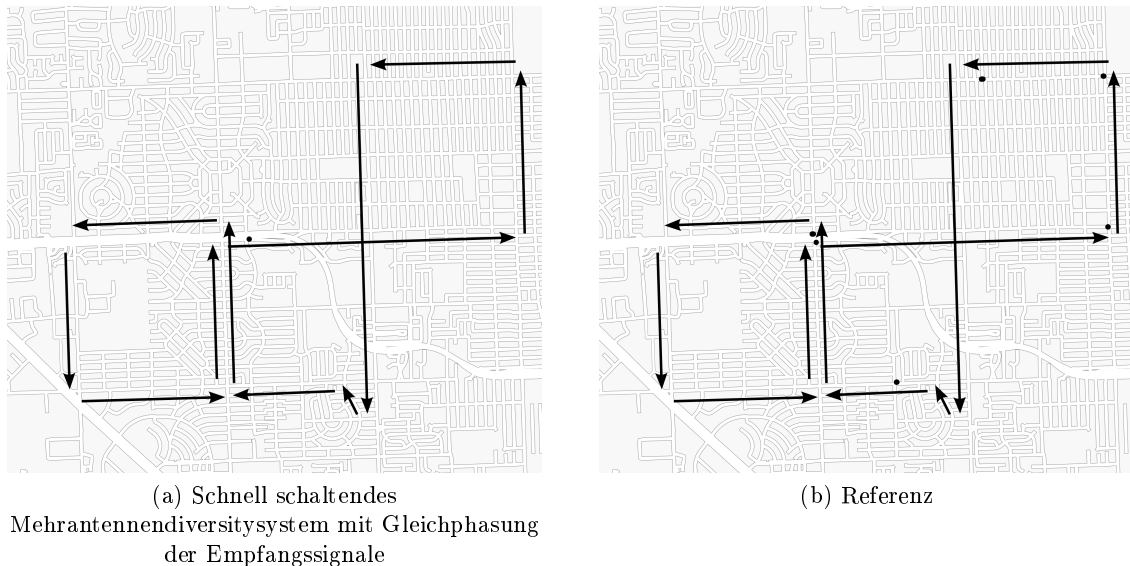 (a) Schnell schaltendes
Mehrantennendiversitysystem mit Gleichphasung
der Empfangssignale
(b) Referenz